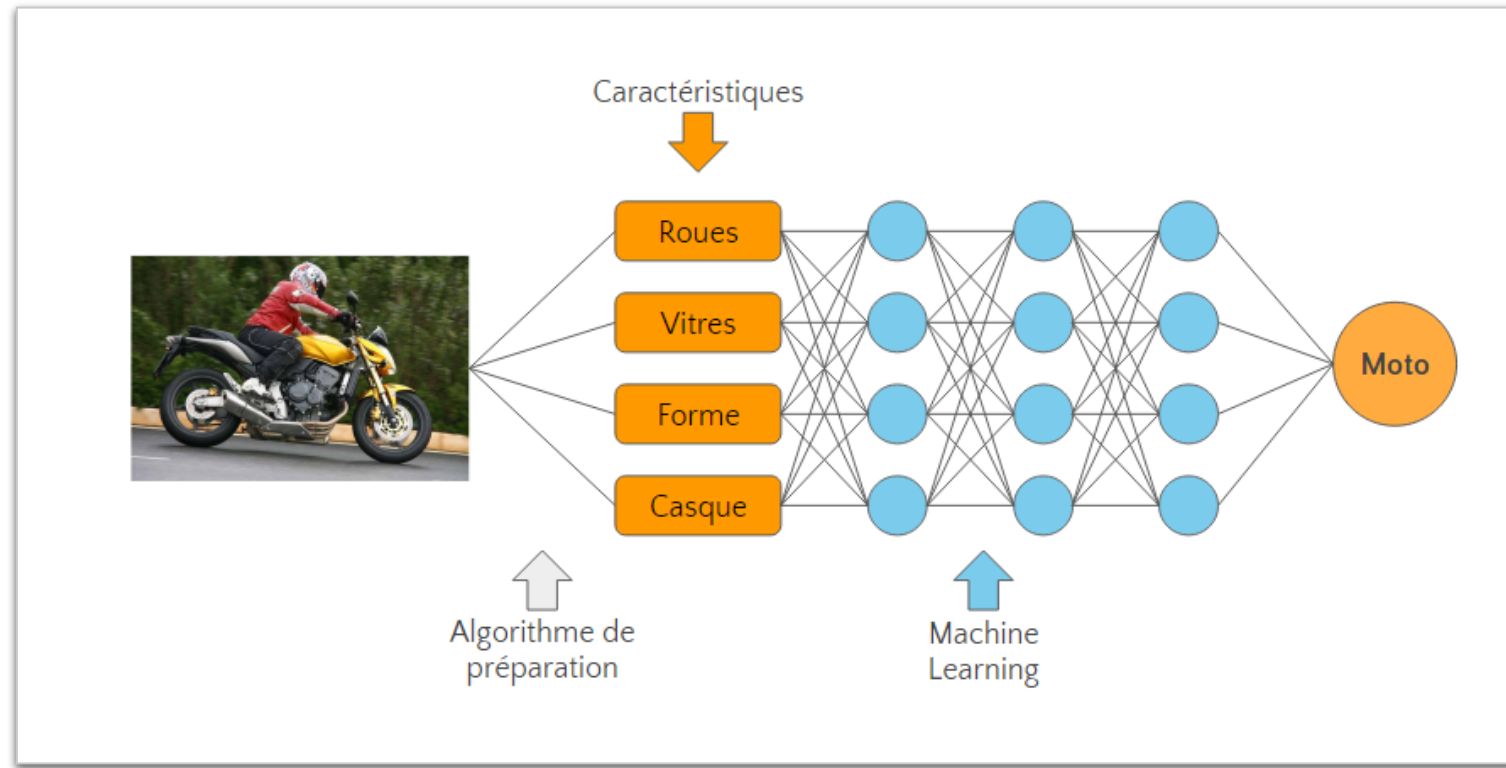 Caractéristiques
Roues
Vitres
Forme
Casque
Moto
Algorithme de
préparation
Machine
Learning